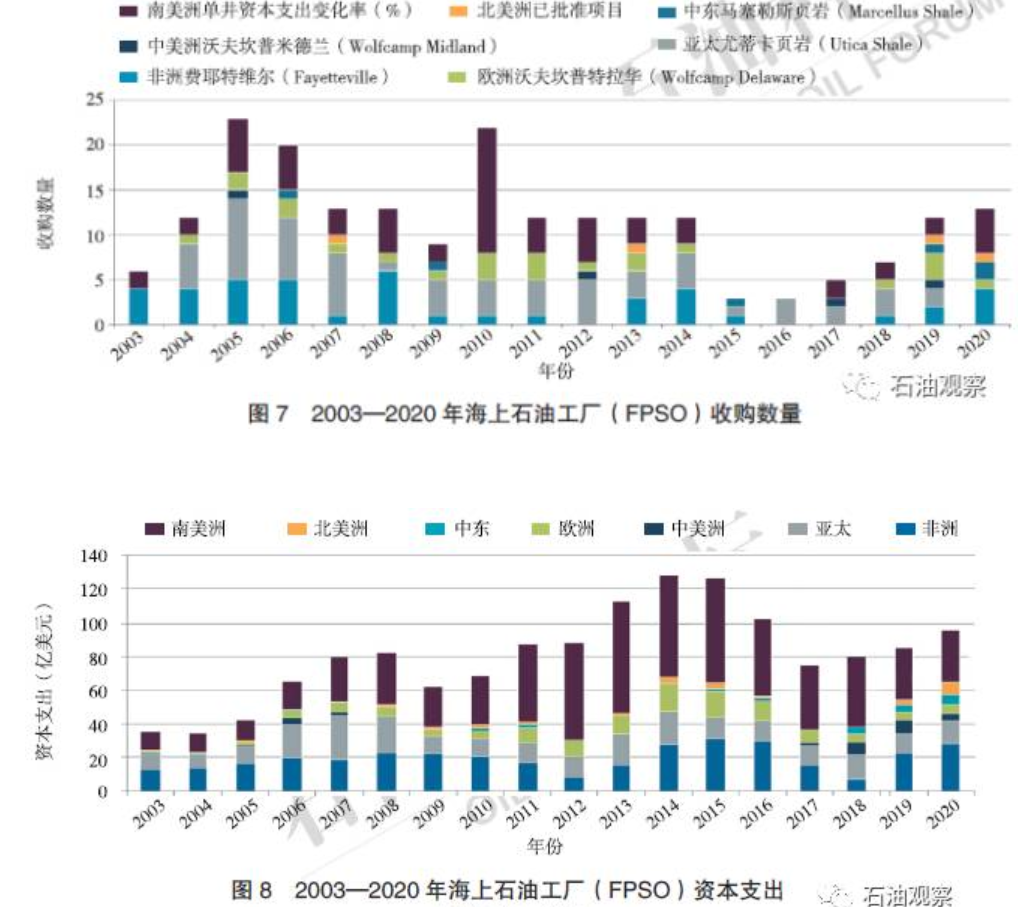 南美洲单井资本支出变化率（%） 北美洲已批准项目 中东马塞勒斯页岩（Marcellus Shale）
中美洲沃夫坎普米德兰（Wolfcamp Midland） 亚太尤蒂卡页岩（Utica Shale）
非洲费耶特维尔（Fayetteville） 欧洲沃夫坎普特拉华（Wolfcamp Delaware）
OIL FORUM
收购数量
25
20
15
10
5
0
2003 2004 2005 2006 2007 2008 2009 2010 2011 2012 2013 2014 2015 2016 2017 2018 2019 2020
年份
石油观察
图 7 2003—2020 年海上石油工厂（FPSO）收购数量
南美洲 北美洲 中东 欧洲 中美洲 亚太 非洲
资本支出（亿美元）
140
120
100
80
60
40
20
0
2003 2004 2005 2006 2007 2008 2009 2010 2011 2012 2013 2014 2015 2016 2017 2018 2019 2020
年份
图 8 2003—2020 年海上石油工厂（FPSO）资本支出
石油观察